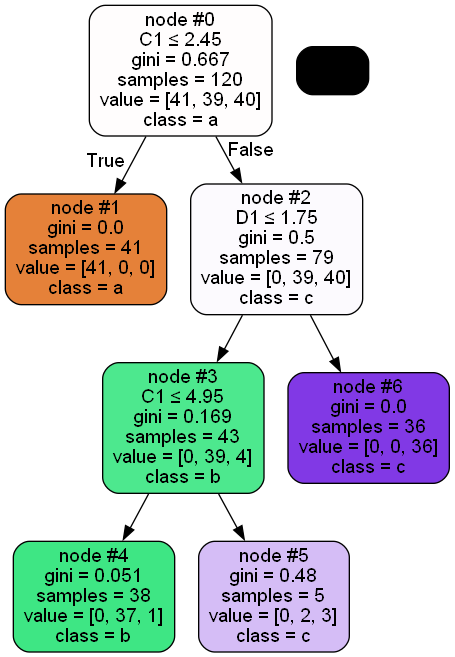 node #0
C1 ≤ 2.45
gini = 0.667
samples = 120
value = [41, 39, 40]
class = a
True
False
node #1
gini = 0.0
samples = 41
value = [41, 0, 0]
class = a
node #2
D1 ≤ 1.75
gini = 0.5
samples = 79
value = [0, 39, 40]
class = c
node #3
C1 ≤ 4.95
gini = 0.169
samples = 43
value = [0, 39, 4]
class = b
node #6
gini = 0.0
samples = 36
value = [0, 0, 36]
class = c
node #4
gini = 0.051
samples = 38
value = [0, 37, 1]
class = b
node #5
gini = 0.48
samples = 5
value = [0, 2, 3]
class = c